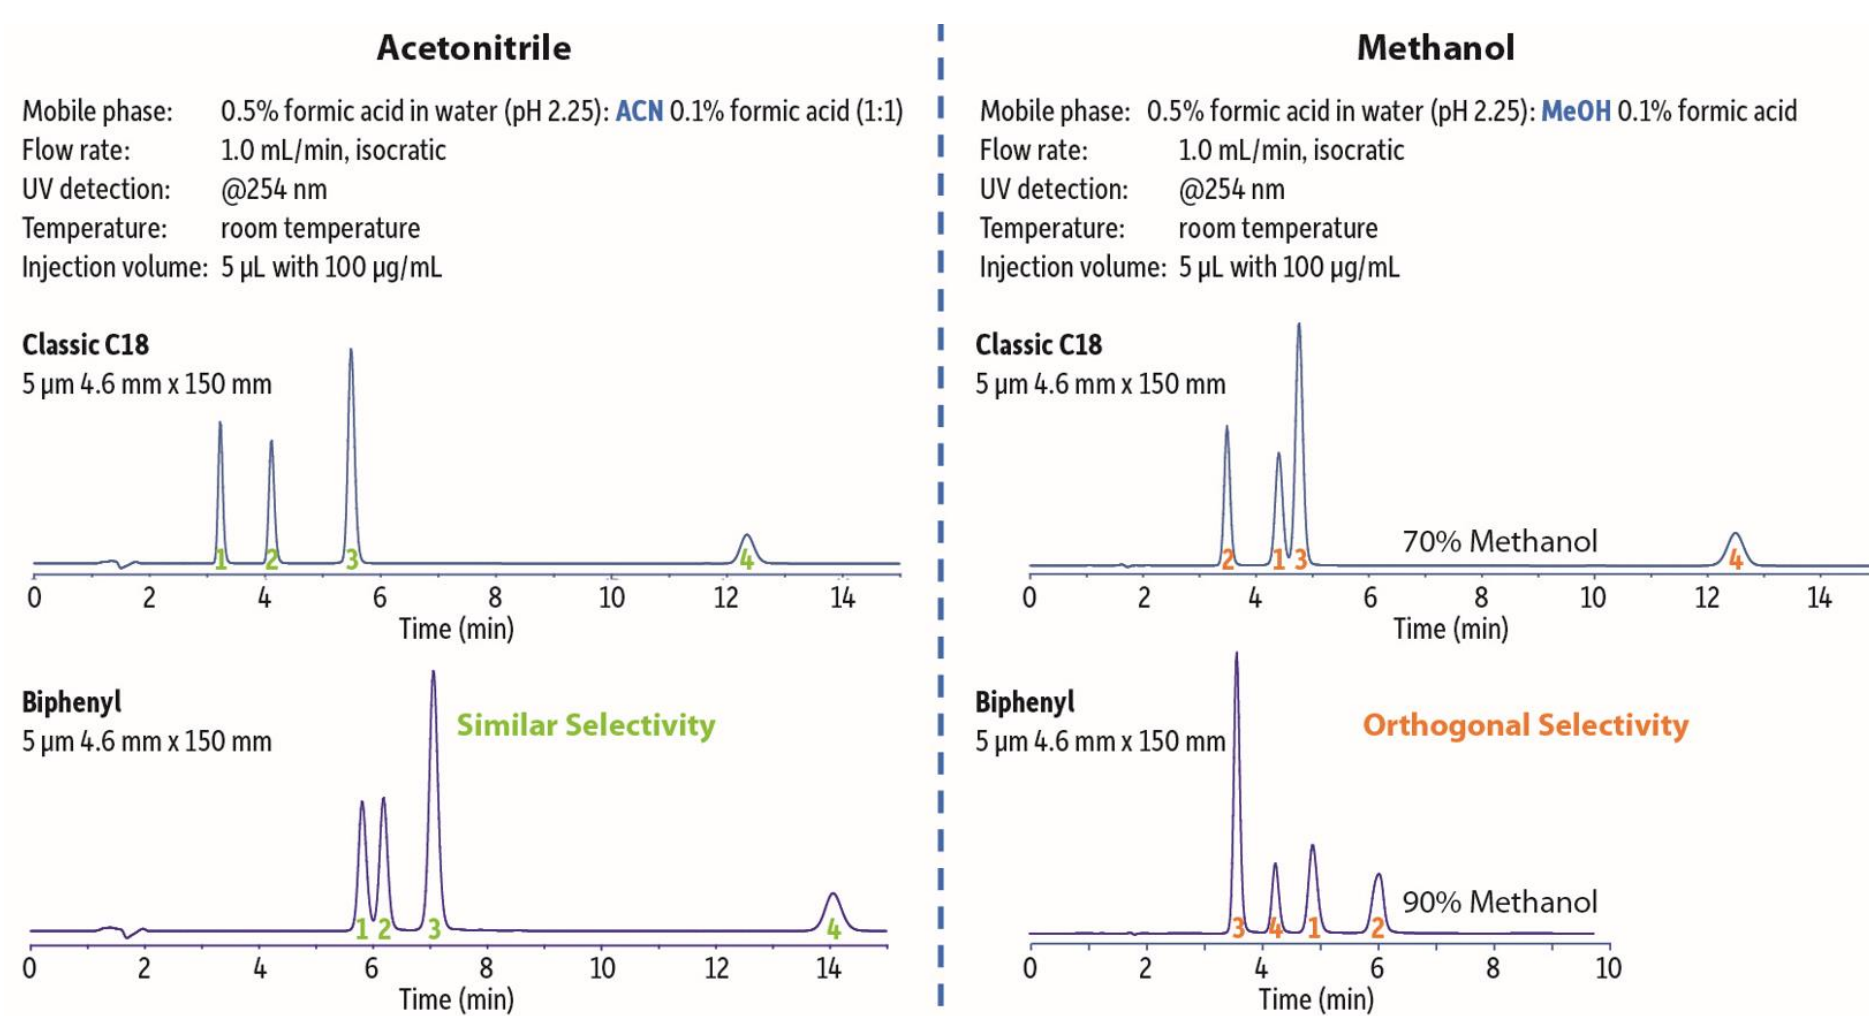 Acetonitrile
Mobile phase: 0.5% formic acid in water (pH 2.25): ACN 0.1% formic acid (1:1)
Flow rate: 1.0 mL/min, isocratic
UV detection: @254 nm
Temperature: room temperature
Injection volume: 5 µL with 100 µg/mL
Classic C18
5 µm 4.6 mm x 150 mm
1 2 3 4
0 2 4 6 8 10 12 14
Time (min)
Biphenyl
5 µm 4.6 mm x 150 mm
Similar Selectivity
1 2 3 4
0 2 4 6 8 10 12 14
Time (min)
Methanol
Mobile phase: 0.5% formic acid in water (pH 2.25): MeOH 0.1% formic acid
Flow rate: 1.0 mL/min, isocratic
UV detection: @254 nm
Temperature: room temperature
Injection volume: 5 µL with 100 µg/mL
Classic C18
5 µm 4.6 mm x 150 mm
70% Methanol
2 1 3 4
0 2 4 6 8 10 12 14
Time (min)
Biphenyl
5 µm 4.6 mm x 150 mm
Orthogonal Selectivity
90% Methanol
3 4 1 2
0 2 4 6 8 10
Time (min)